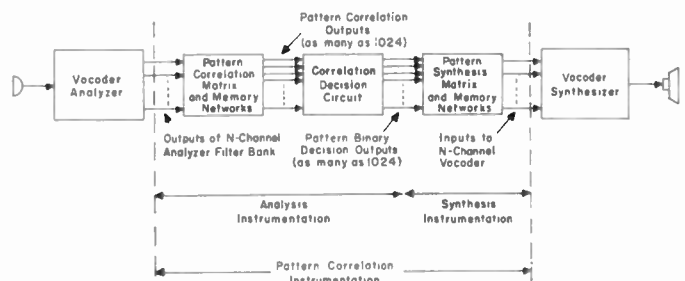 Pattern Correlation
Outputs
(as many as 1024)
Vocoder
Analyzer
Pattern
Correlation
Matrix
and Memory
Networks
Correlation
Decision
Circuit
Pattern
Synthesis
Matrix
and Memory
Networks
Vocoder
Synthesizer
Outputs of N-Channel
Analyzer Filter Bank
Pattern Binary
Decision Outputs
(as many as 1024)
Inputs to
N-Channel
Vocoder
Analysis
Instrumentation
Synthesis
Instrumentation
Pattern Correlation
Instrumentation